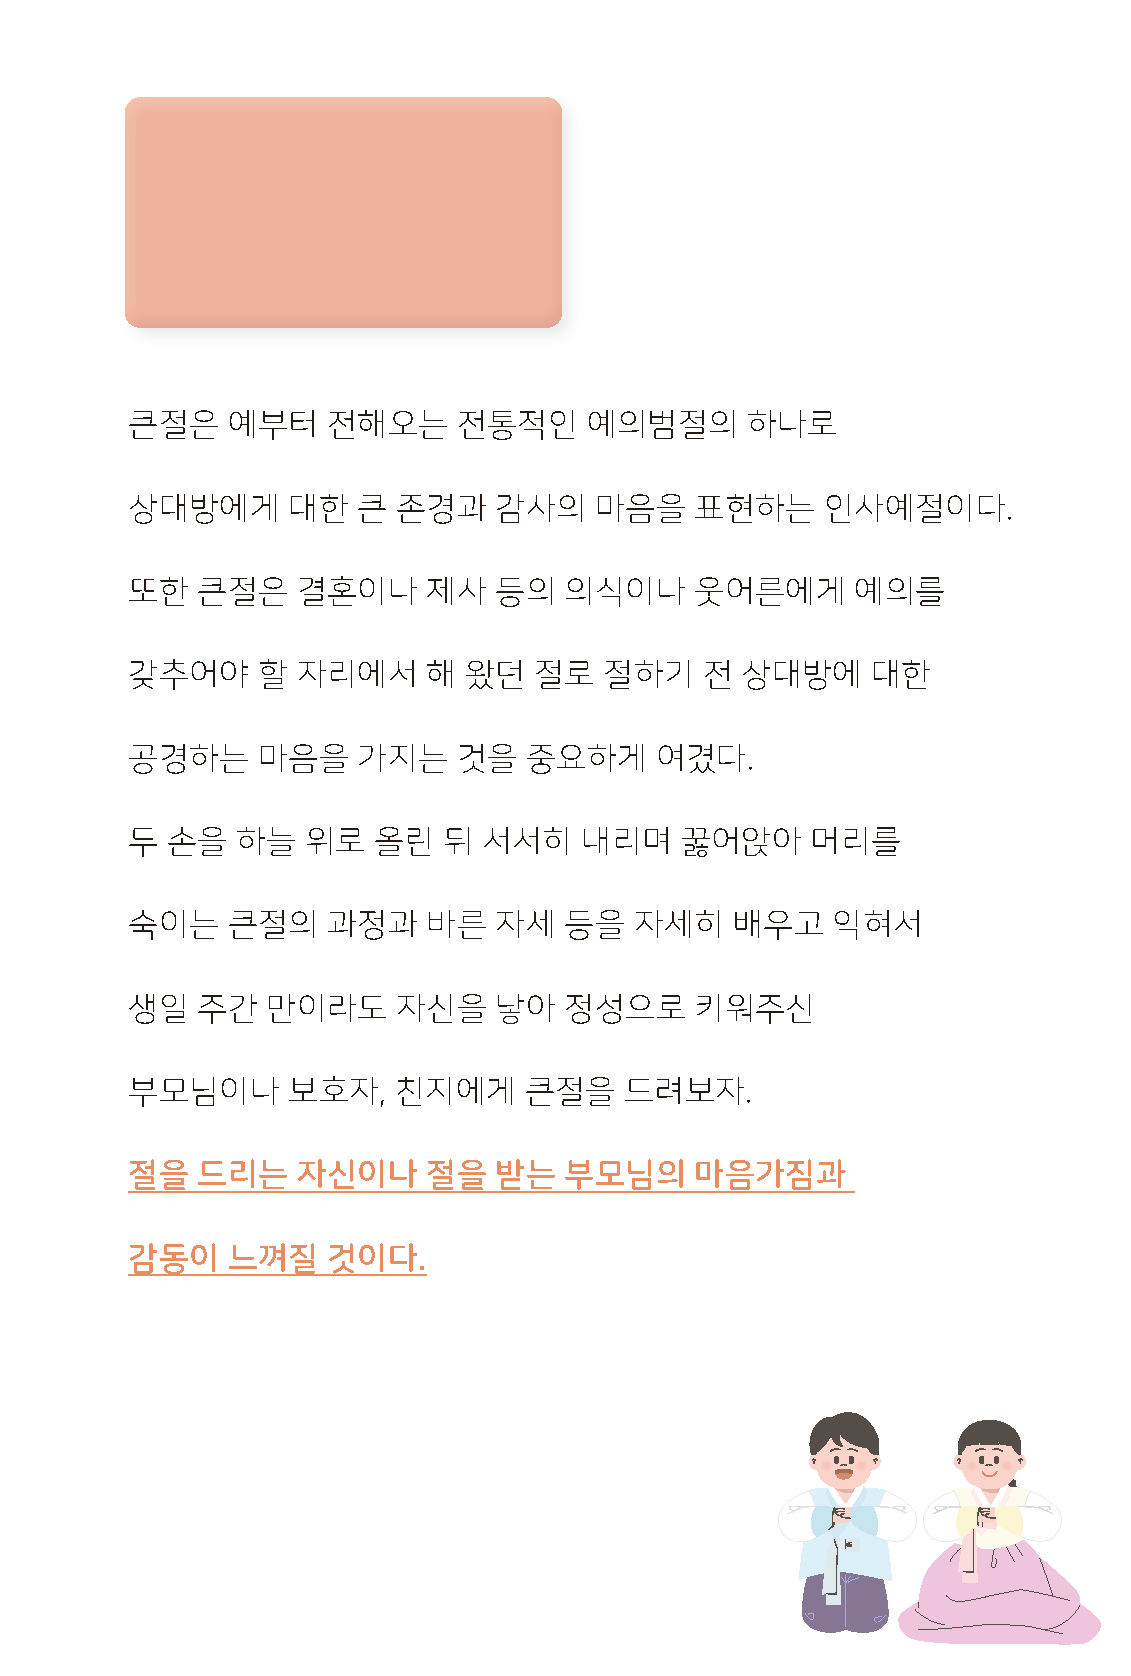 큰절은 예부터 전해오는 전통적인 예의범절의 하나로
상대방에게 대한 큰 존경과 감사의 마음을 표현하는 인사예절이다.
또한 큰절은 결혼이나 제사 등의 의식이나 웃어른에게 예의를
갖추어야 할 자리에서 해 왔던 절로 절하기 전 상대방에 대한
공경하는 마음을 가지는 것을 중요하게 여겼다.
두 손을 하늘 위로 올린 뒤 서서히 내리며 꿇어앉아 머리를
숙이는 큰절의 과정과 바른 자세 등을 자세히 배우고 익혀서
생일 주간 만이라도 자신을 낳아 정성으로 키워주신
부모님이나 보호자, 친지에게 큰절을 드려보자.
절을 드리는 자신이나 절을 받는 부모님의 마음가짐과
감동이 느껴질 것이다.